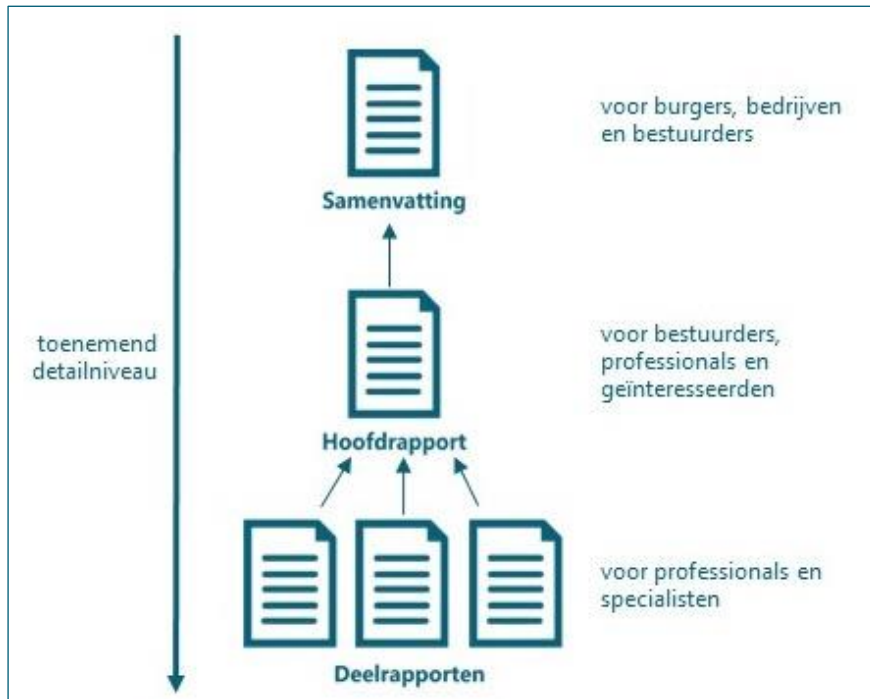 voor burgers, bedrijven
en bestuurders
Samenvatting
toenemend
detailniveau
voor bestuurders,
professionals en
geïnteresseerden
Hoofdrapport
voor professionals en
specialisten
Deelrapporten